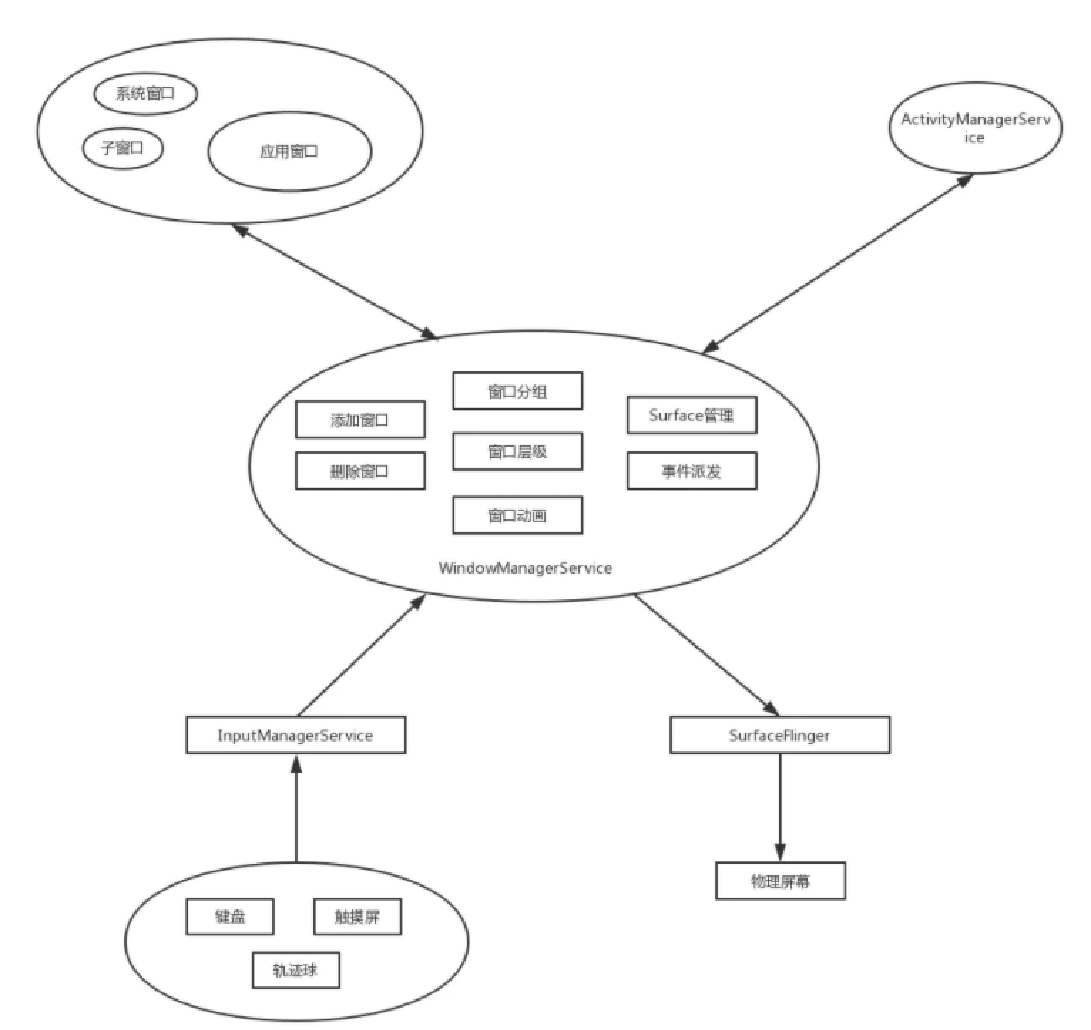 系统窗口
子窗口
应用窗口
ActivityManagerServ
ice
窗口分组
添加窗口
Surface管理
窗口层级
删除窗口
事件派发
窗口动画
WindowManagerService
InputManagerService
SurfaceFlinger
物理屏幕
键盘
触摸屏
轨迹球